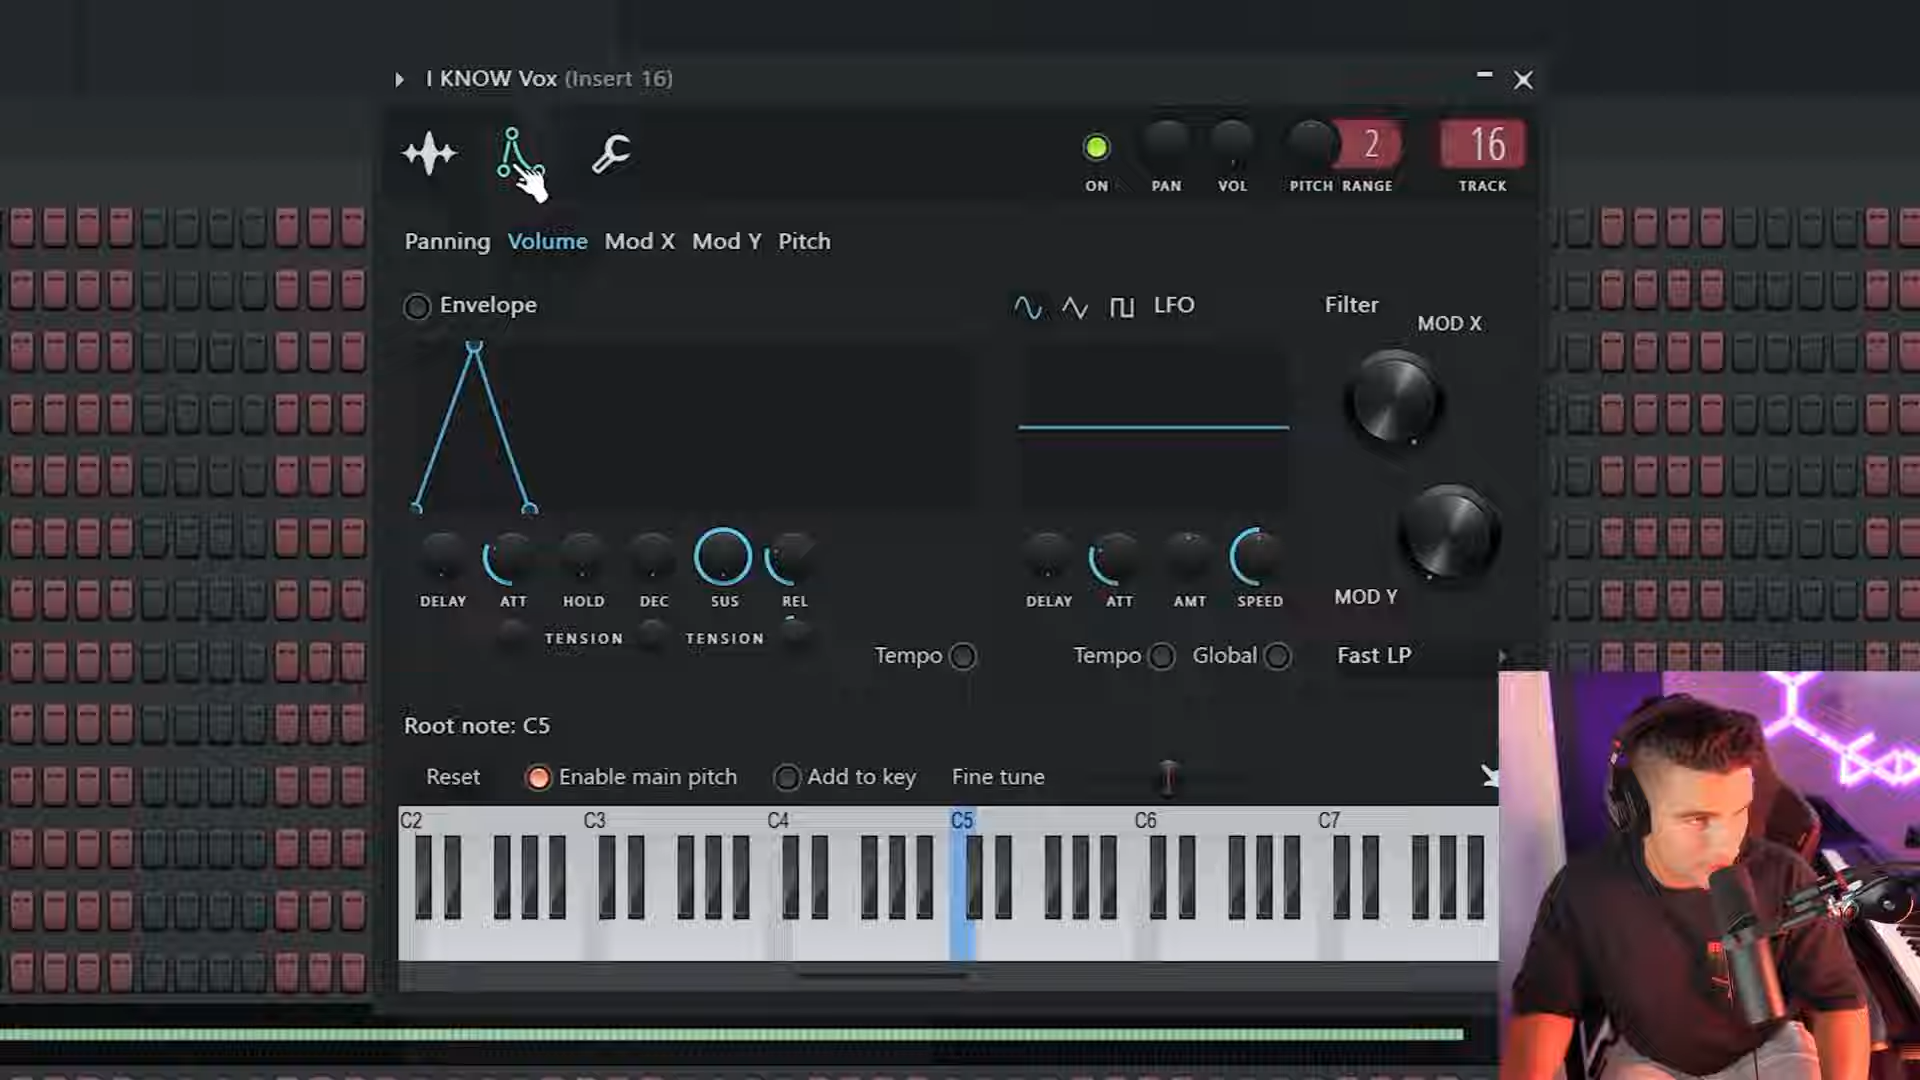 I KNOW Vox (Insert 16)
2
16
ON PAN VOL PITCH RANGE TRACK
Panning Volume Mod X Mod Y Pitch
Envelope
LFO
Filter
MOD X
DELAY ATT HOLD DEC SUS REL
DELAY ATT AMT SPEED
MOD Y
TENSION TENSION
Tempo
Tempo Global
Fast LP
Root note: C5
Reset Enable main pitch Add to key Fine tune
C2 C3 C4 C5 C6 C7